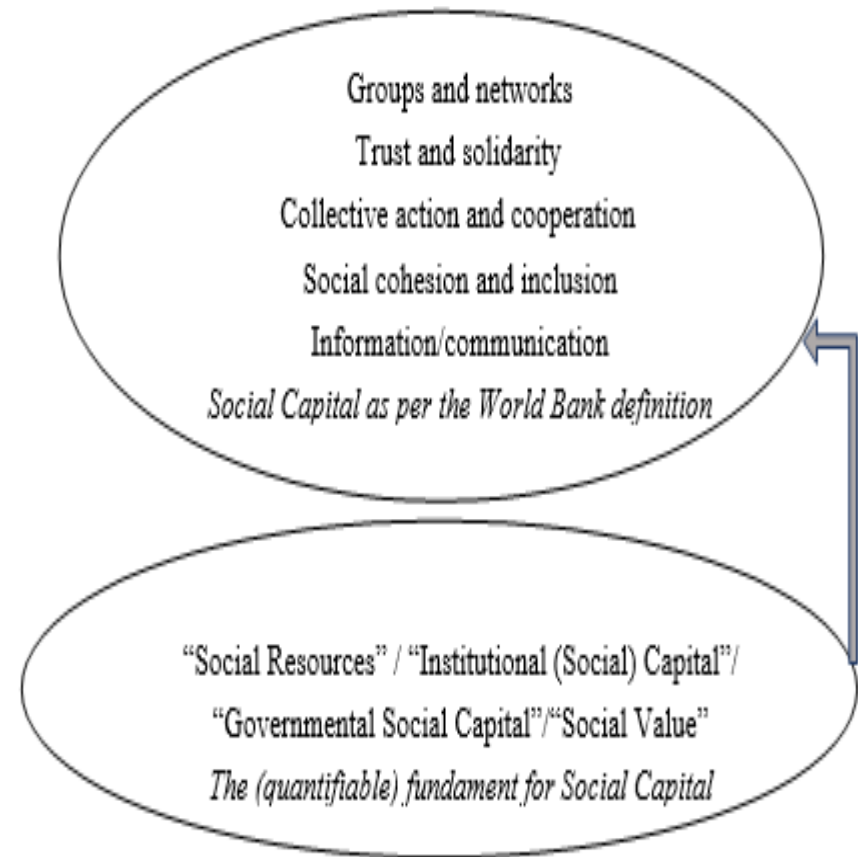 Groups and networks
Trust and solidarity
Collective action and cooperation
Social cohesion and inclusion
Information/communication
Social Capital as per the World Bank definition
“Social Resources” / “Institutional (Social) Capital”/
“Governmental Social Capital”/“Social Value”
The (quantifiable) fundament for Social Capital